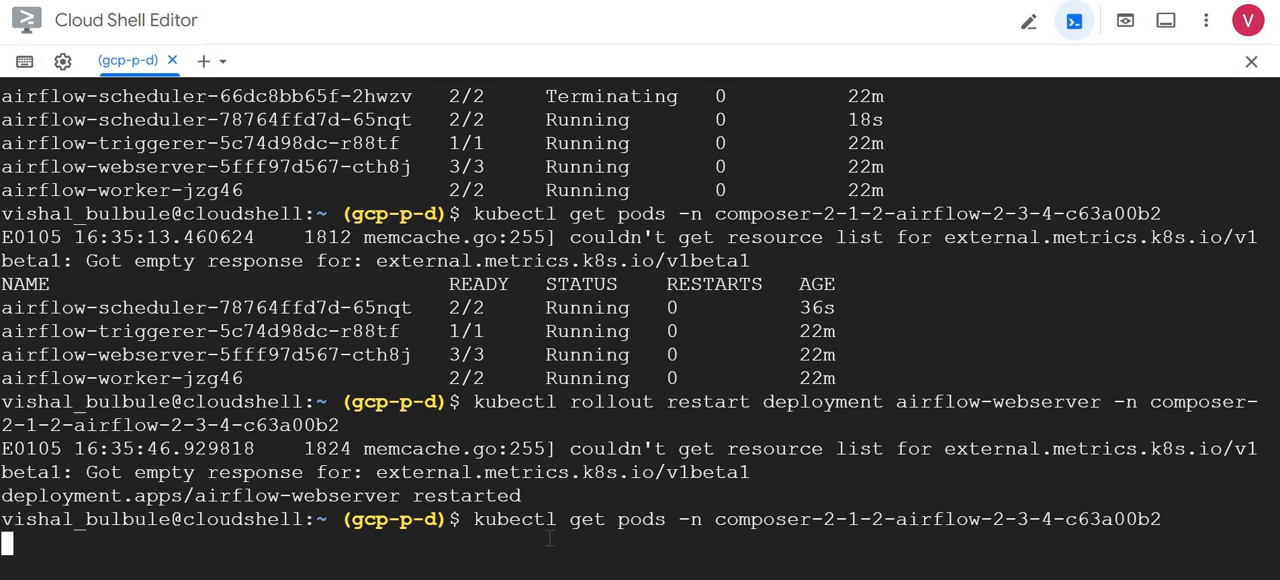 Cloud Shell Editor
V
(gcp-p-d)
airflow-scheduler-66dc8bb65f-2hwzv 2/2 Terminating 0 22m
airflow-scheduler-78764ffd7d-65nqt 2/2 Running 0 18s
airflow-triggerer-5c74d98dc-r88tf 1/1 Running 0 22m
airflow-webserver-5fff97d567-cth8j 3/3 Running 0 22m
airflow-worker-jzg46 2/2 Running 0 22m
vishal_bulbule@cloudshell:~ (gcp-p-d)$ kubectl get pods -n composer-2-1-2-airflow-2-3-4-c63a00b2
E0105 16:35:13.460624 1812 memcache.go:255] couldn't get resource list for external.metrics.k8s.io/v1
beta1: Got empty response for: external.metrics.k8s.io/v1beta1
NAME READY STATUS RESTARTS AGE
airflow-scheduler-78764ffd7d-65nqt 2/2 Running 0 36s
airflow-triggerer-5c74d98dc-r88tf 1/1 Running 0 22m
airflow-webserver-5fff97d567-cth8j 3/3 Running 0 22m
airflow-worker-jzg46 2/2 Running 0 22m
vishal_bulbule@cloudshell:~ (gcp-p-d)$ kubectl rollout restart deployment airflow-webserver -n composer-
2-1-2-airflow-2-3-4-c63a00b2
E0105 16:35:46.929818 1824 memcache.go:255] couldn't get resource list for external.metrics.k8s.io/v1
beta1: Got empty response for: external.metrics.k8s.io/v1beta1
deployment.apps/airflow-webserver restarted
vishal_bulbule@cloudshell:~ (gcp-p-d)$ kubectl get pods -n composer-2-1-2-airflow-2-3-4-c63a00b2